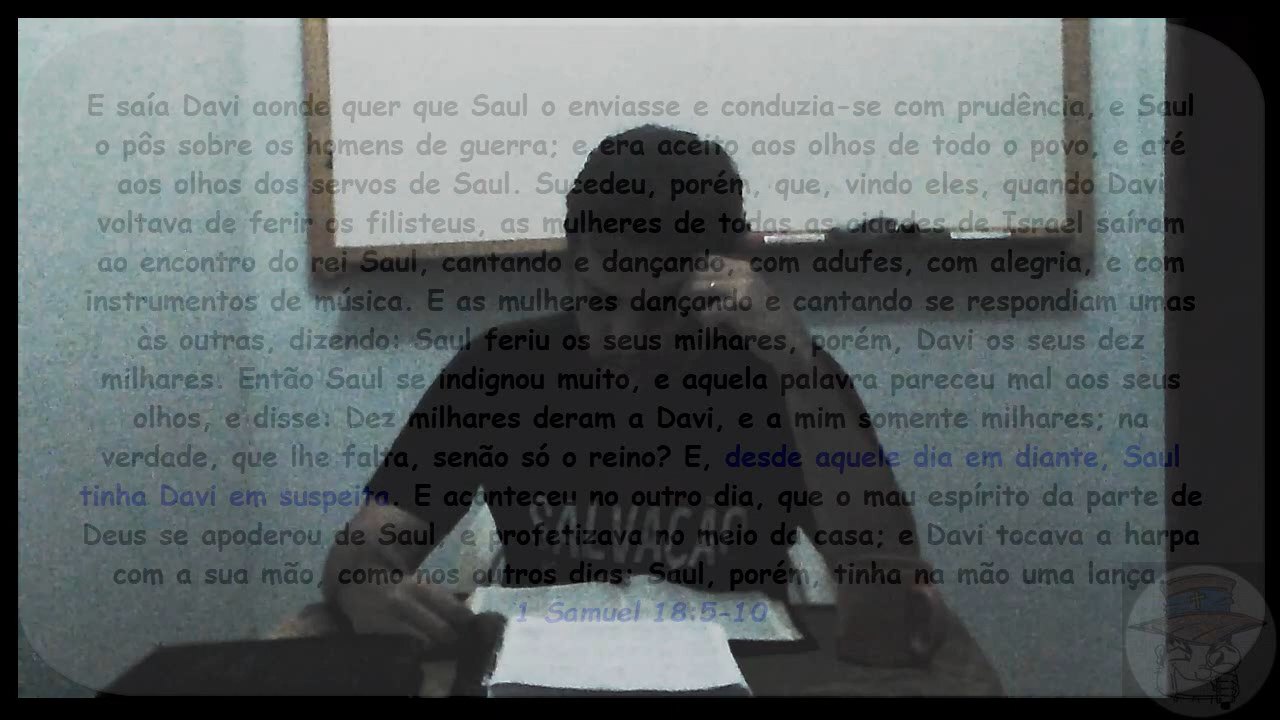 E saía Davi aonde quer que Saul o enviasse e conduzia-se com prudência, e Saul
o pôs sobre os homens de guerra; e era aceito aos olhos de todo o povo, e até
aos olhos dos servos de Saul. Sucedeu, porém, que, vindo eles, quando Davi
voltava de ferir os filisteus, as mulheres de todas as cidades de Israel saíram
ao encontro do rei Saul, cantando e dançando, com adufes, com alegria, e com
instrumentos de música. E as mulheres dançando e cantando se respondiam umas
às outras, dizendo: Saul feriu os seus milhares, porém, Davi os seus dez
milhares. Então Saul se indignou muito, e aquela palavra pareceu mal aos seus
olhos, e disse: Dez milhares deram a Davi, e a mim somente milhares; na
verdade, que lhe falta, senão só o reino? E, desde aquele dia em diante, Saul
tinha Davi em suspeita. E aconteceu no outro dia, que o mau espírito da parte de
Deus se apoderou de Saul, e profetizava no meio da casa; e Davi tocava a harpa
com a sua mão, como nos outros dias; Saul, porém, tinha na mão uma lança.
1 Samuel 18:5-10
SALVAÇÃO